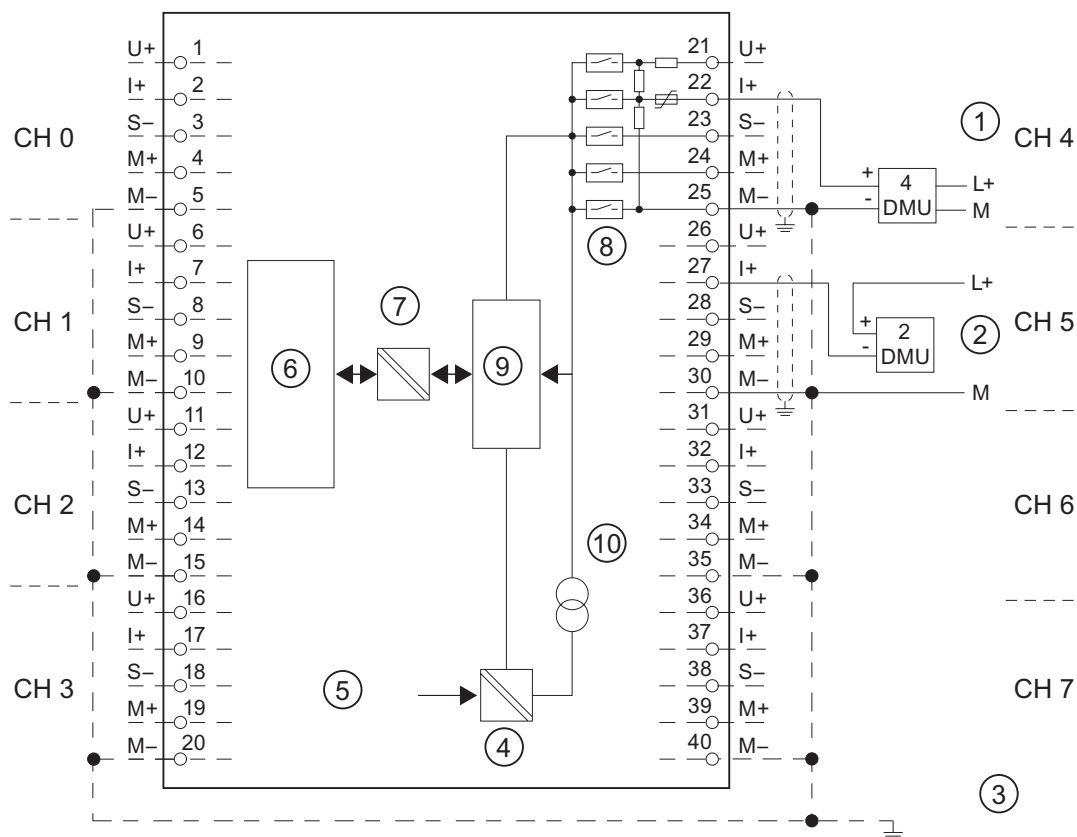 U+ 1 21 U+
I+ 2 22 I+
S– 3 23 S–
CH 0 1 CH 4
M+ 4 24 M+
+ 4 L+
M– 5 25 M–
- DMU M
U+ 6 8 26 U+
I+ 7 27 I+
L+
7
S– 8 28 S–
CH 1 + 2 2 CH 5
M+ 9 29 M+
- DMU
6 9
M– 10 30 M– M
U+ 11 31 U+
I+ 12 32 I+
S– 13 33 S–
CH 2 CH 6
M+ 14 34 M+
10
M– 15 35 M–
U+ 16 36 U+
I+ 17 37 I+
S– 18 38 S–
CH 3 5 CH 7
M+ 19 39 M+
M– 20 4 40 M–
3